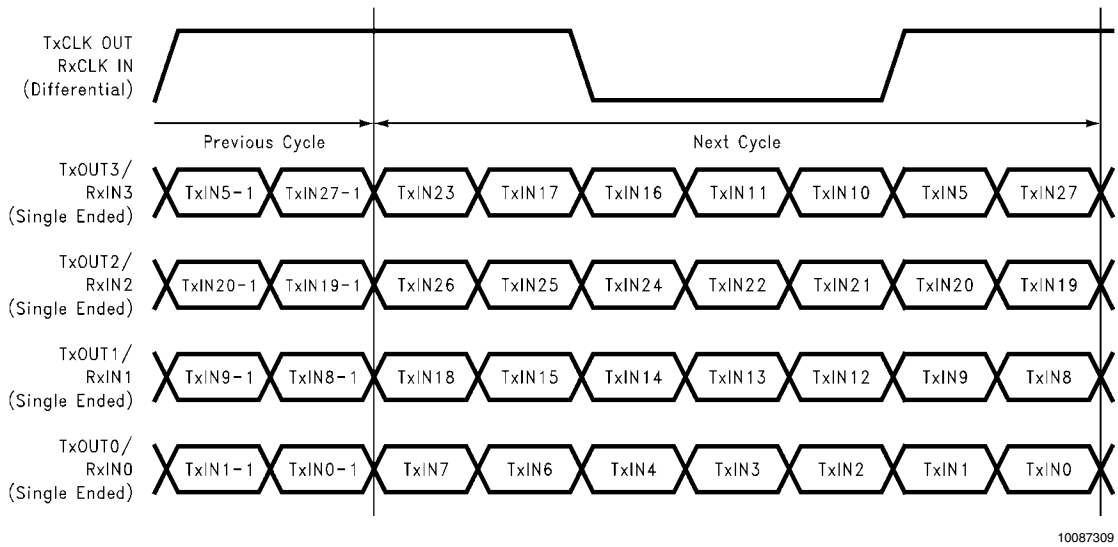 TxCLK OUT
RxCLK IN
(Differential)
Previous Cycle Next Cycle
TxOUT3/
RxIN3
(Single Ended)
TxIN5-1 TxIN27-1 TxIN23 TxIN17 TxIN16 TxIN11 TxIN10 TxIN5 TxIN27
TxOUT2/
RxIN2
(Single Ended)
TxIN20-1 TxIN19-1 TxIN26 TxIN25 TxIN24 TxIN22 TxIN21 TxIN20 TxIN19
TxOUT1/
RxIN1
(Single Ended)
TxIN9-1 TxIN8-1 TxIN18 TxIN15 TxIN14 TxIN13 TxIN12 TxIN9 TxIN8
TxOUT0/
RxIN0
(Single Ended)
TxIN1-1 TxIN0-1 TxIN7 TxIN6 TxIN4 TxIN3 TxIN2 TxIN1 TxIN0
10087309